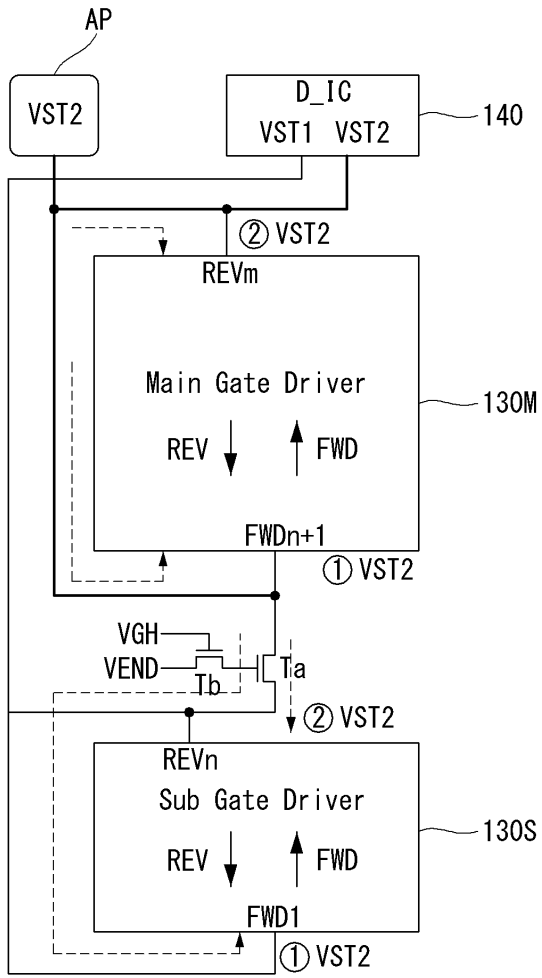 AP
VST2
D_IC
VST1 VST2
140
② VST2
REVm
Main Gate Driver
REV FWD
130M
FWDn+1
① VST2
VGH
VEND
Tb
Ta
② VST2
REVn
Sub Gate Driver
REV FWD
130S
FWD1
① VST2